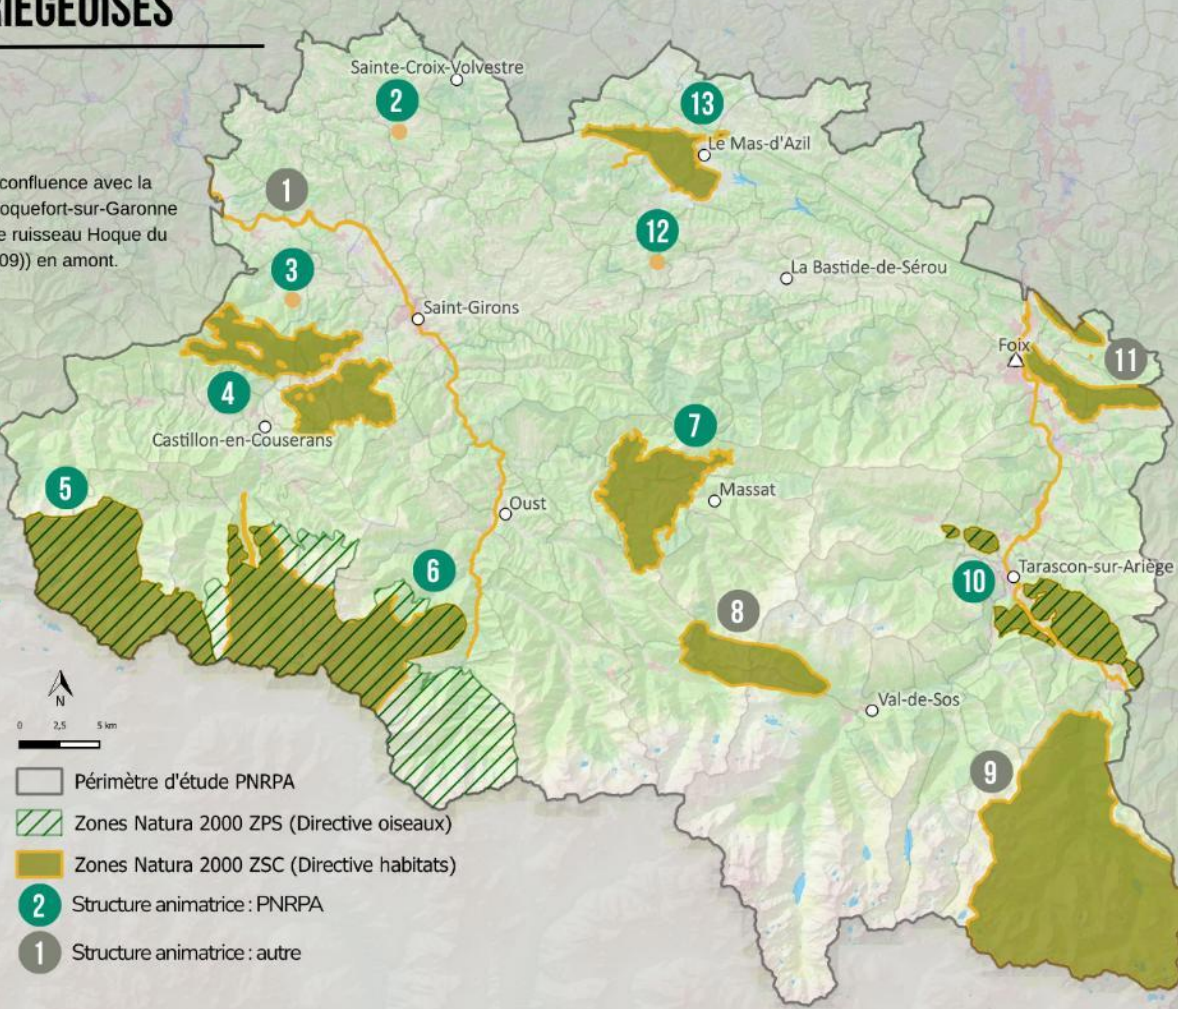 RIÉGEOISES
Sainte-Croix-Volvestre
2
13
Le Mas-d'Azil
confluence avec la
oquefort-sur-Garonne
e ruisseau Hoque du
09)) en amont.
1
12
3
La Bastide-de-Sérou
Saint-Girons
Foix
11
4
7
Castillon-en-Couserans
5
Massat
Oust
6
10
Tarascon-sur-Ariège
8
N
Val-de-Sos
0 2,5 5 km
9
Périmètre d'étude PNRPA
Zones Natura 2000 ZPS (Directive oiseaux)
Zones Natura 2000 ZSC (Directive habitats)
2 Structure animatrice : PNRPA
1 Structure animatrice : autre